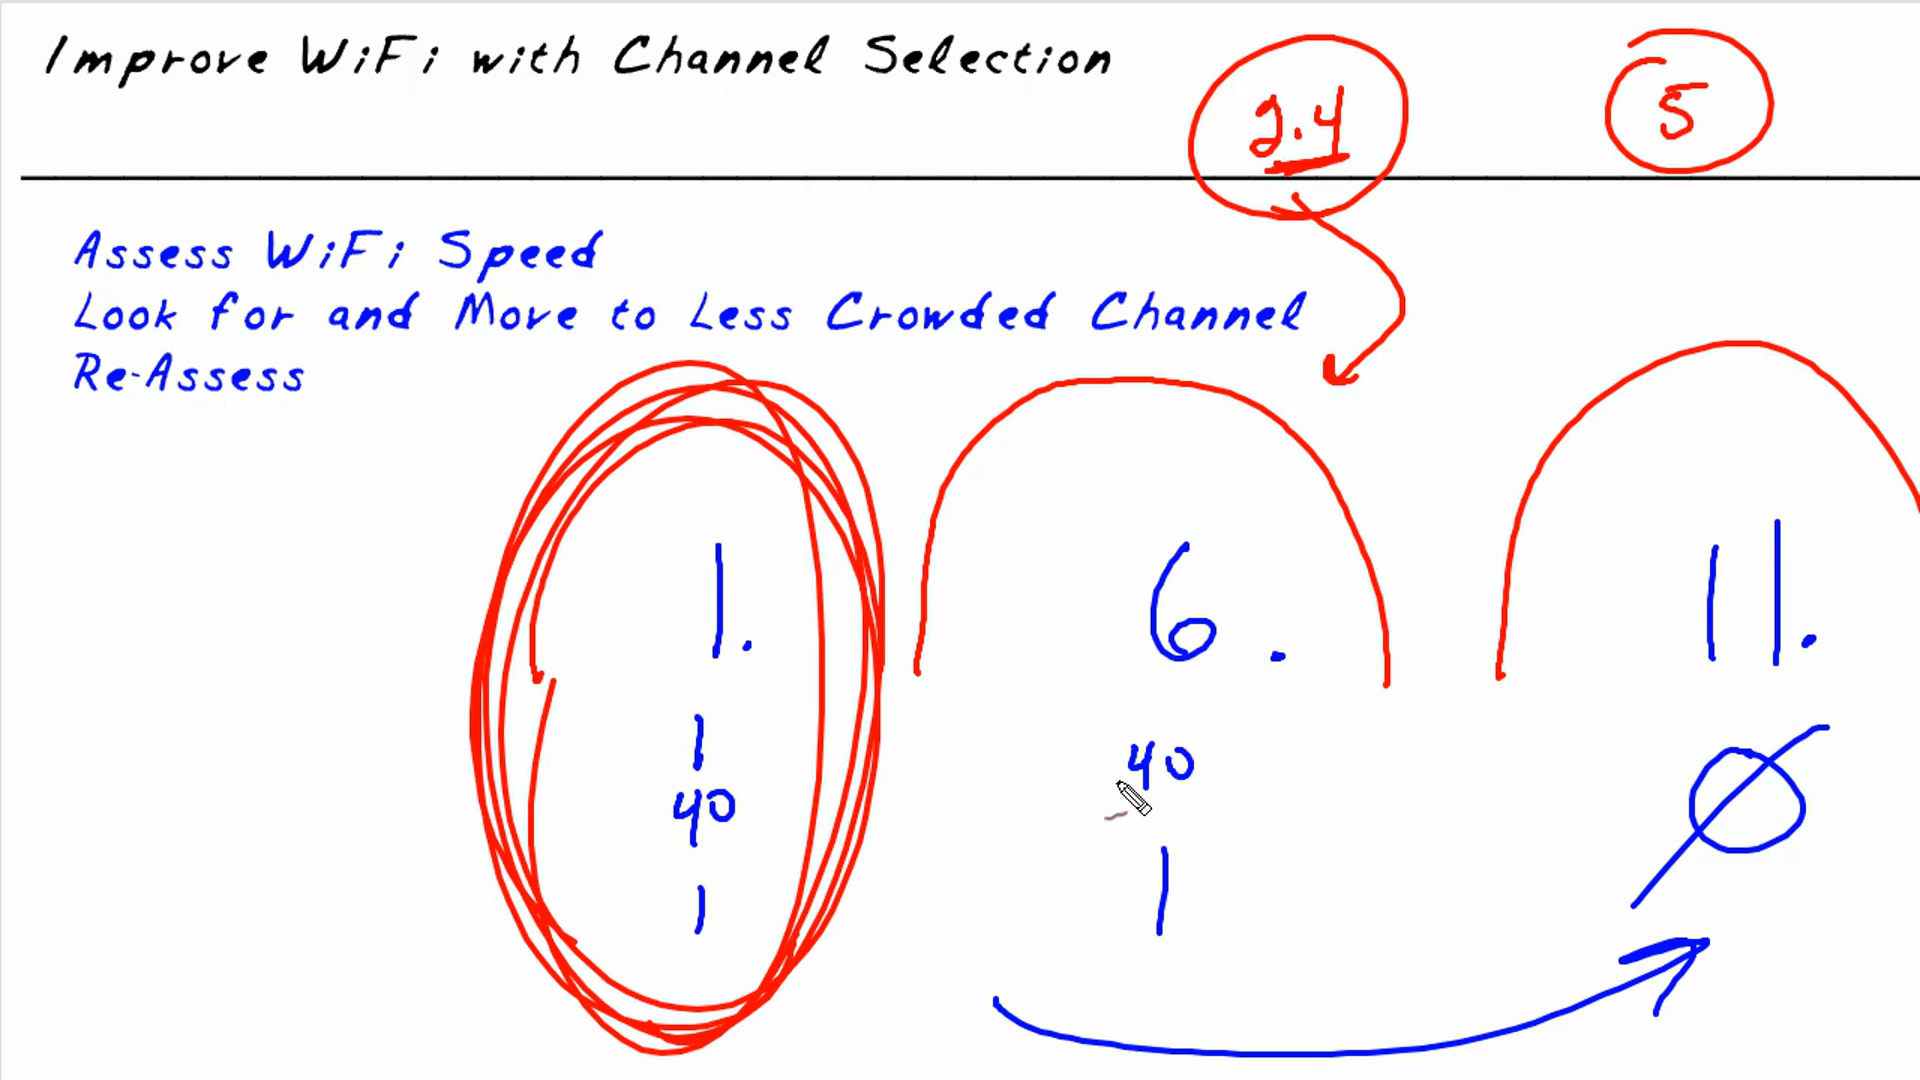 Improve WiFi with Channel Selection
2.4
5
Assess WiFi Speed
Look for and Move to Less Crowded Channel
Re-Assess
1. 6. 11.
1
40
1
40
1
0